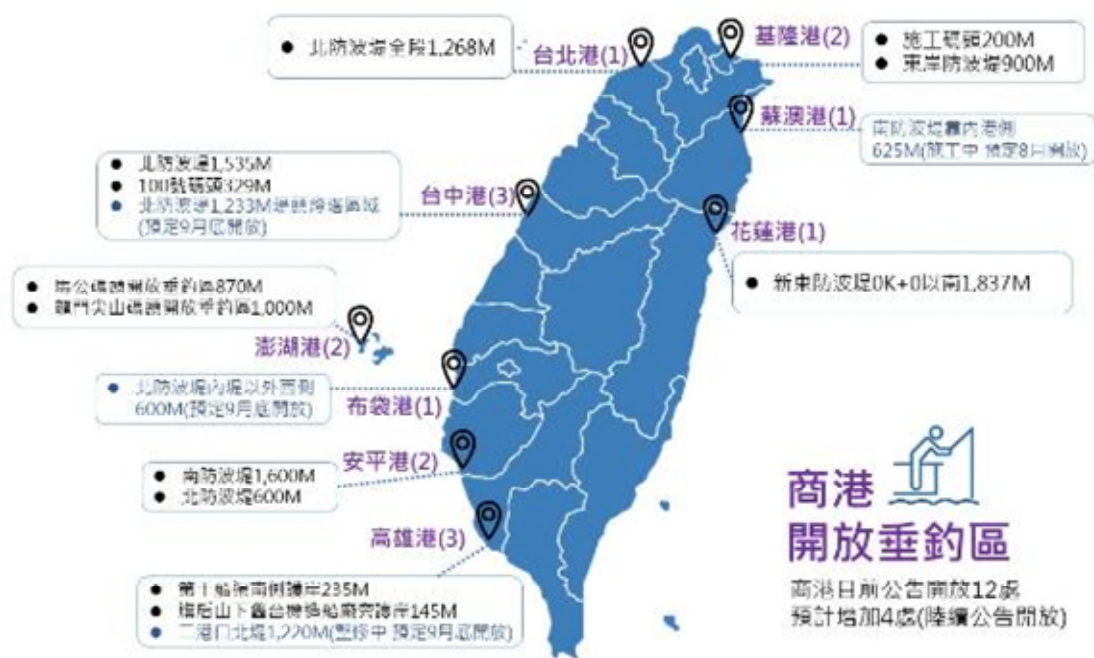 北防波堤全段1,268M
台北港(1)
基隆港(2)
施工碼頭200M
東岸防波堤900M
蘇澳港(1)
南防波堤靠內港側
625M(施工中 預定8月開放)
北防波堤1,535M
100號碼頭329M
北防波堤1,233M堤頭燈塔區域
(預定9月底開放)
台中港(3)
花蓮港(1)
新東防波堤0K+0以南1,837M
馬公碼頭開放垂釣區870M
龍門尖山碼頭開放垂釣區1,000M
澎湖港(2)
北防波堤內堤以外西側
600M(預定9月底開放)
布袋港(1)
安平港(2)
南防波堤1,600M
北防波堤600M
高雄港(3)
第十船渠南側護岸235M
旗后山下舊台機造船廠旁護岸145M
二港口北堤1,220M(整修中 預定9月底開放)
商港
開放垂釣區
商港目前公告開放12處
預計增加4處(陸續公告開放)